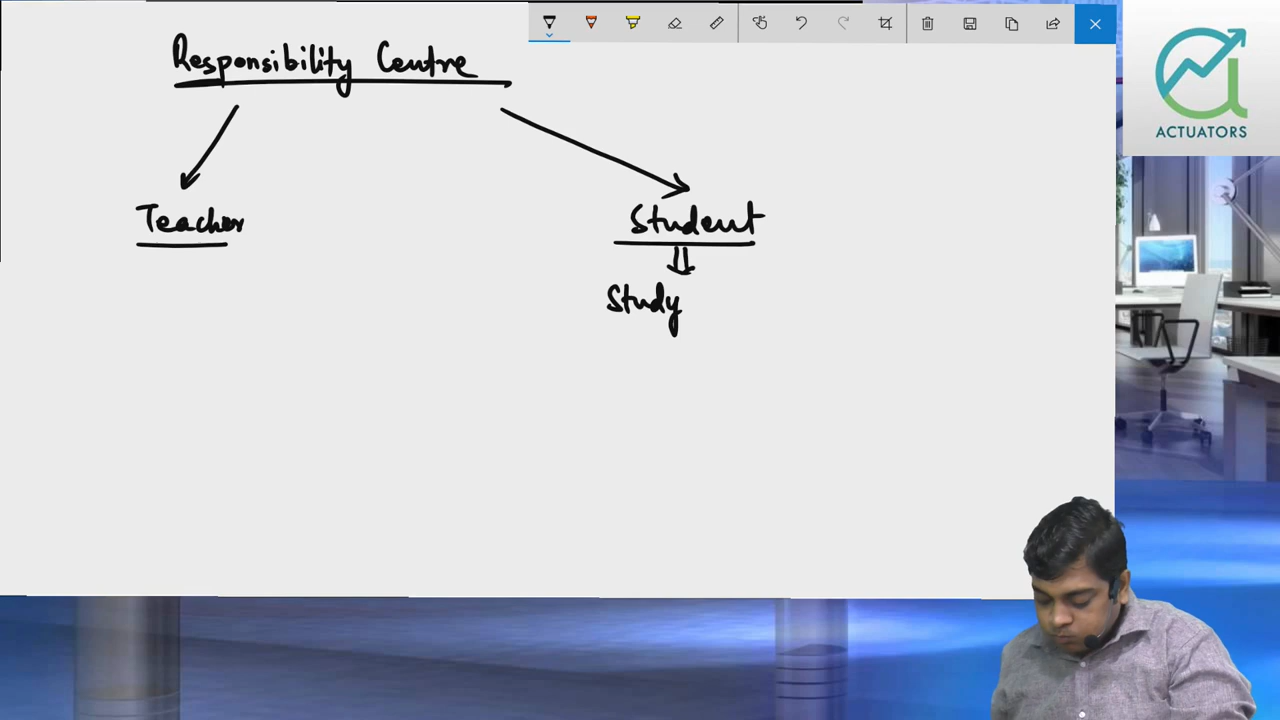 Responsibility Centre
Teacher
Student
Study
ACTUATORS